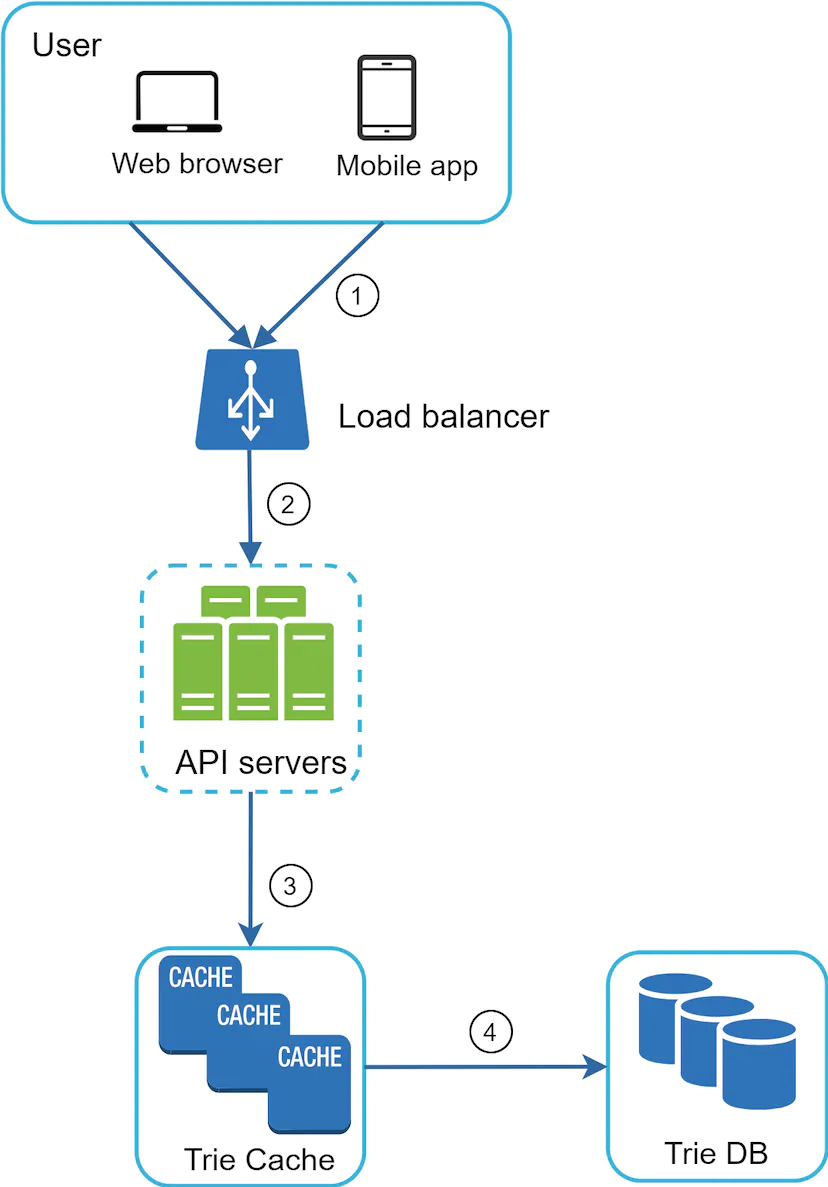 User
Web browser
Mobile app
1
Load balancer
2
API servers
3
CACHE
CACHE
CACHE
4
Trie Cache
Trie DB